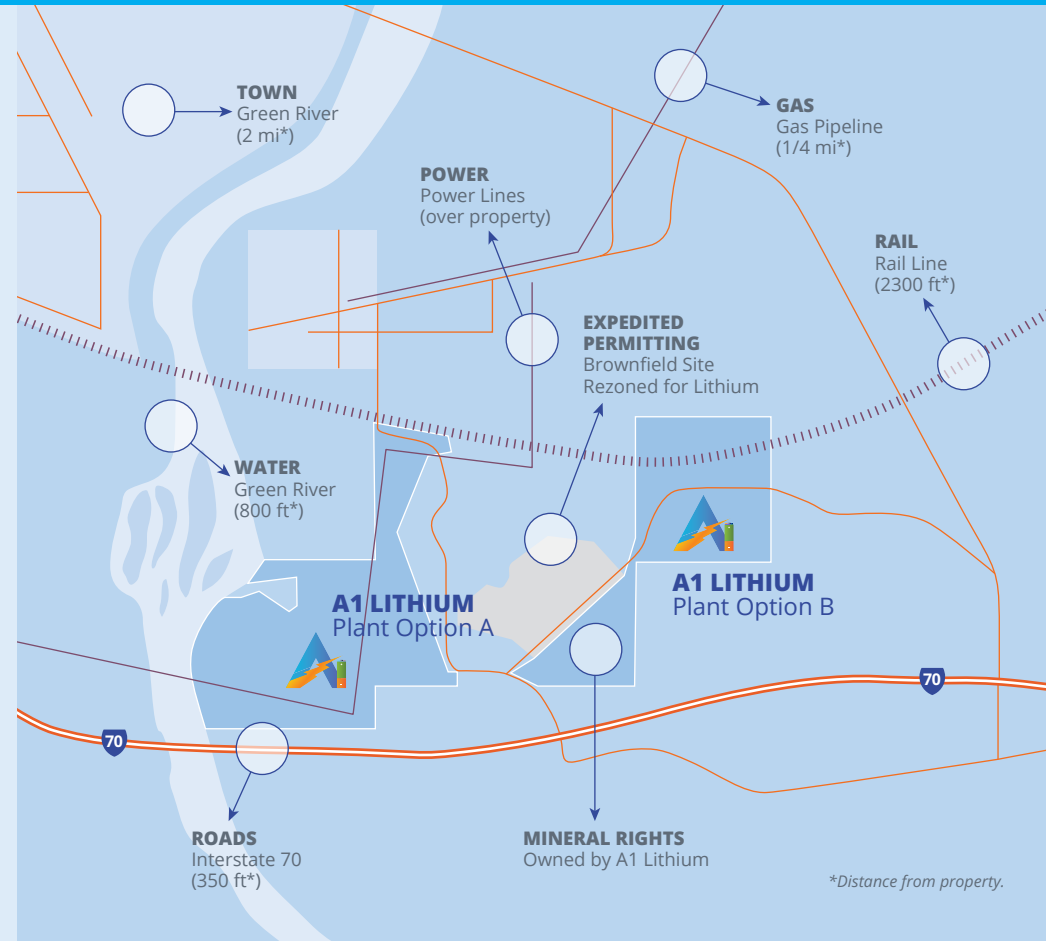 TOWN
Green River
(2 mi*)
GAS
Gas Pipeline
(1/4 mi*)
POWER
Power Lines
(over property)
RAIL
Rail Line
(2300 ft*)
EXPEDITED
PERMITTING
Brownfield Site
Rezoned for Lithium
WATER
Green River
(800 ft*)
A1 LITHIUM
Plant Option A
A1 LITHIUM
Plant Option B
70
70
ROADS
Interstate 70
(350 ft*)
MINERAL RIGHTS
Owned by A1 Lithium
*Distance from property.